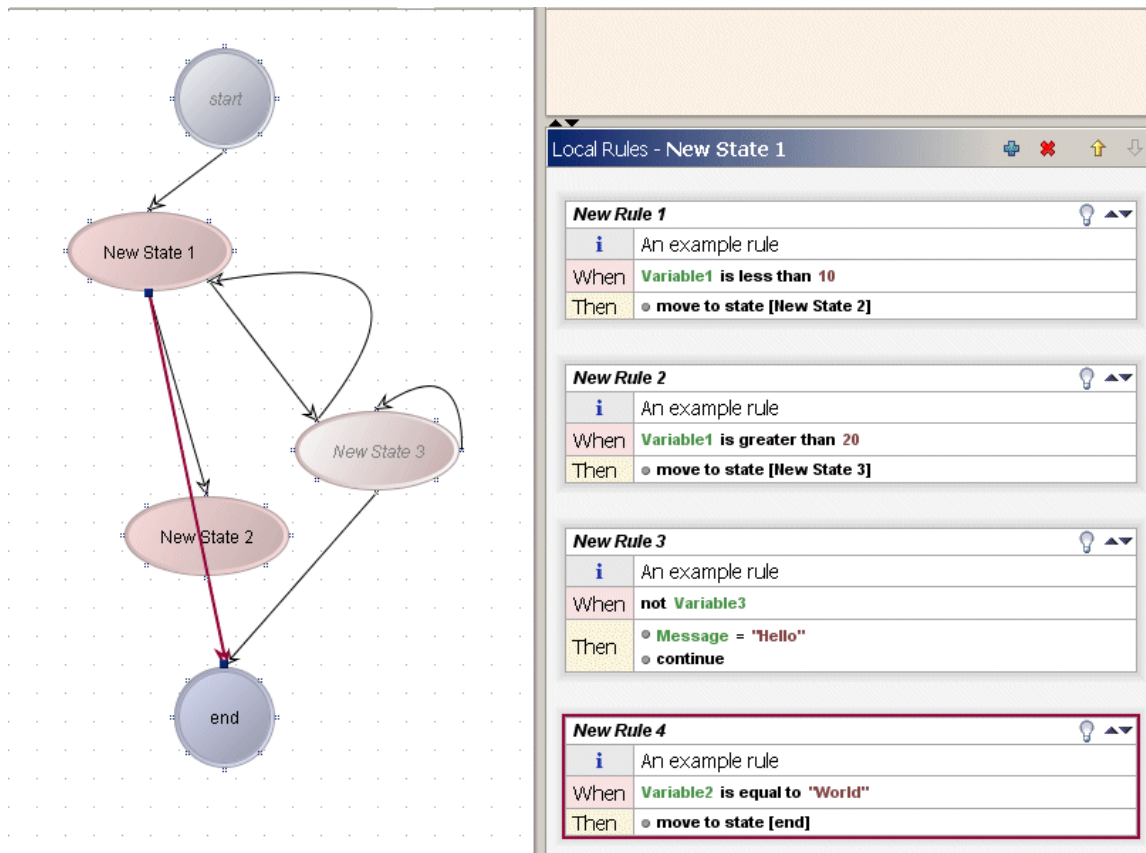 start
New State 1
New State 3
New State 2
end
Local Rules - New State 1
New Rule 1
i An example rule
When Variable1 is less than 10
Then move to state [New State 2]
New Rule 2
i An example rule
When Variable1 is greater than 20
Then move to state [New State 3]
New Rule 3
i An example rule
When not Variable3
Then Message = "Hello"
continue
New Rule 4
i An example rule
When Variable2 is equal to "World"
Then move to state [end]